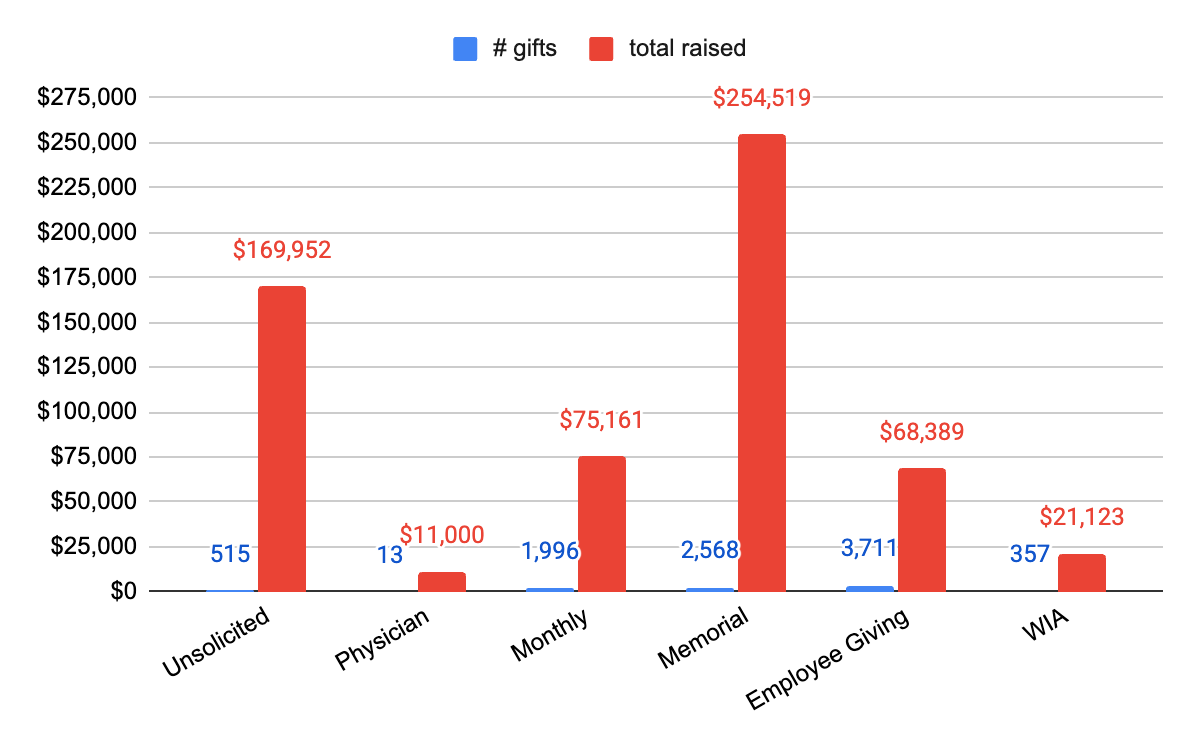 # gifts total raised
$275,000
$250,000
$225,000
$200,000
$175,000
$150,000
$125,000
$100,000
$75,000
$50,000
$25,000
$0
515 $169,952
13 $11,000
1,996 $75,161
2,568 $254,519
3,711 $68,389
357 $21,123
Unsolicited
Physician
Monthly
Memorial
Employee Giving
WIA